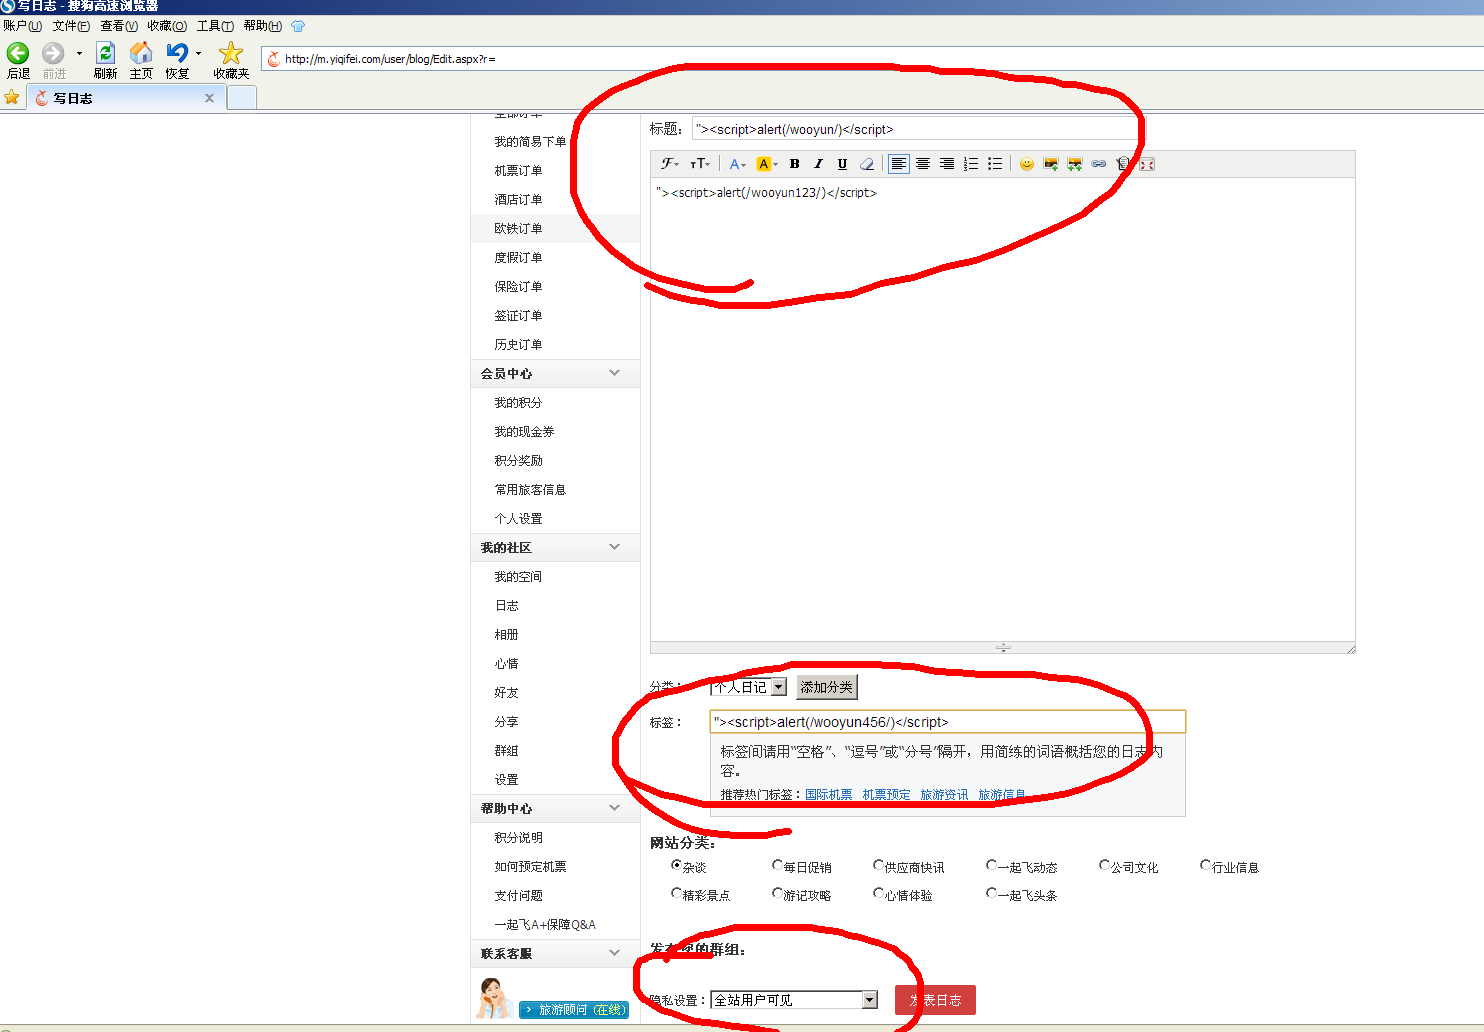 写日志 - 搜狗高速浏览器
账户(U) 文件(F) 查看(V) 收藏(O) 工具(T) 帮助(H)
后退 前进 刷新 主页 恢复 收藏夹
http://m.yiqifei.com/user/blog/Edit.aspx?r=
写日志
全部订单
我的简易下单
机票订单
酒店订单
欧铁订单
度假订单
保险订单
签证订单
历史订单
会员中心
我的积分
我的现金券
积分奖励
常用旅客信息
个人设置
我的社区
我的空间
日志
相册
心情
好友
分享
群组
设置
帮助中心
积分说明
如何预定机票
支付问题
一起飞A+保障Q&A
联系客服
> 旅游顾问 (在线)
标题: "><script>alert(/wooyun/)</script>
"><script>alert(/wooyun123/)</script>
分类: 个人日记 添加分类
标签: "><script>alert(/wooyun456/)</script>
标签间请用“空格”、“逗号”或“分号”隔开，用简练的词语概括您的日志内
容。
推荐热门标签：国际机票 机票预定 旅游资讯 旅游信息
网站分类:
杂谈 每日促销 供应商快讯 一起飞动态 公司文化 行业信息
精彩景点 游记攻略 心情体验 一起飞头条
发布您的群组:
隐私设置: 全站用户可见 发表日志